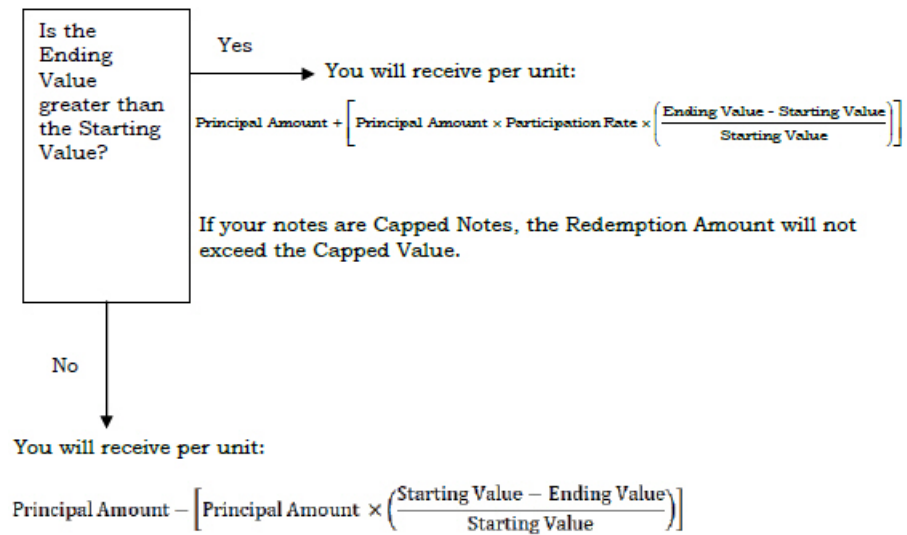 Is the
Ending
Value
greater than
the Starting
Value?
Yes
You will receive per unit:
Principal Amount + [Principal Amount × Participation Rate × (Ending Value - Starting Value / Starting Value)]
If your notes are Capped Notes, the Redemption Amount will not
exceed the Capped Value.
No
You will receive per unit:
Principal Amount − [Principal Amount × (Starting Value − Ending Value / Starting Value)]